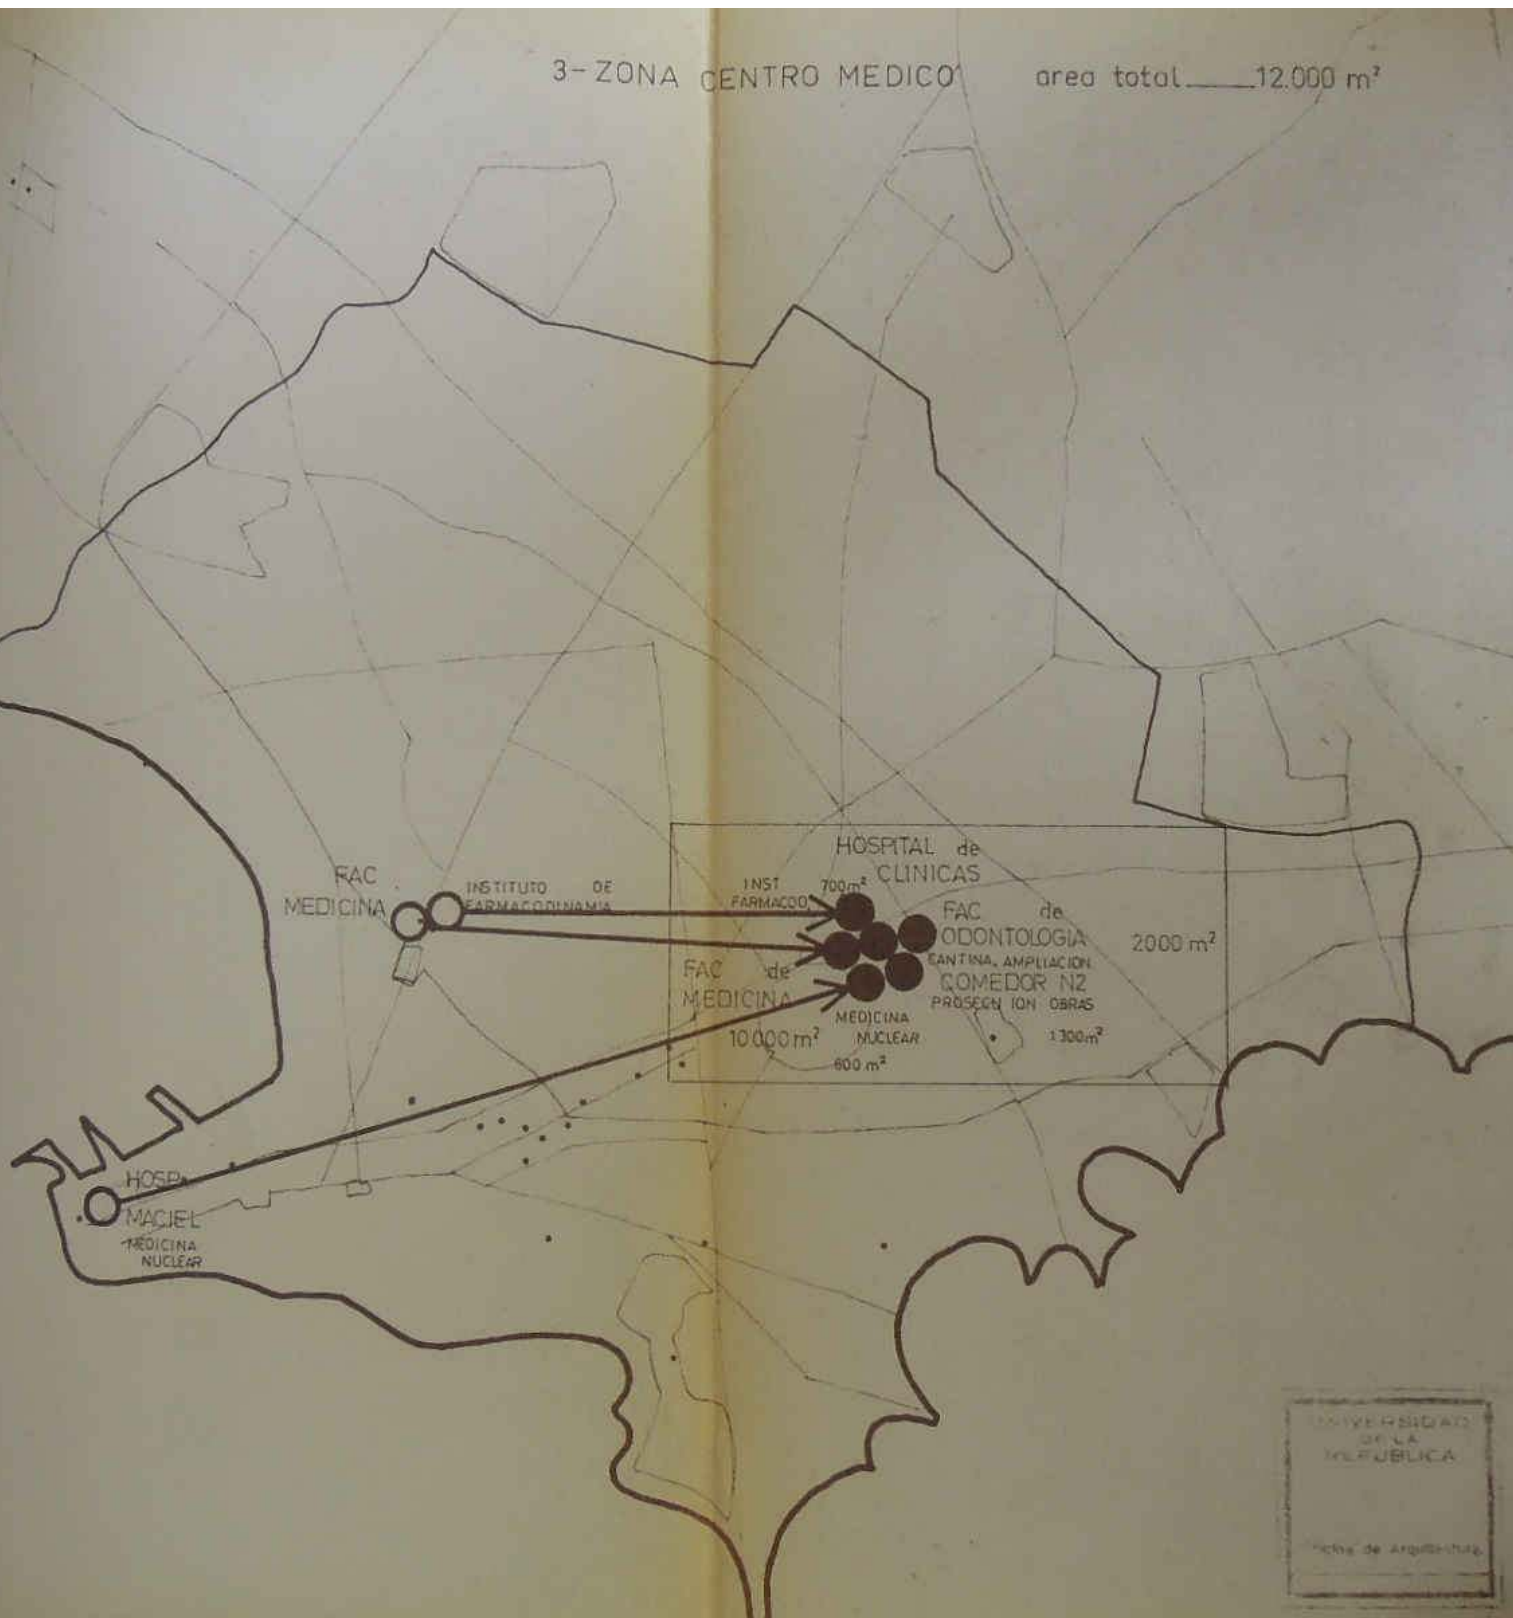 3-ZONA CENTRO MEDICO
area total 12.000 m²
HOSPITAL de
CLINICAS
FAC
MEDICINA
INSTITUTO DE
FARMACODINAMIA
INST
FARMACOD.
700m²
FAC de
ODONTOLOGIA
2000 m²
CANTINA. AMPLIACION
COMEDOR N2
OBRAS
1300m²
FAC de
MEDICINA
10.000 m²
MEDICINA
NUCLEAR
600 m²
HOSP.
MACIEL
MEDICINA
NUCLEAR
UNIVERSIDAD
DE LA
REPUBLICA
de Arquitectura